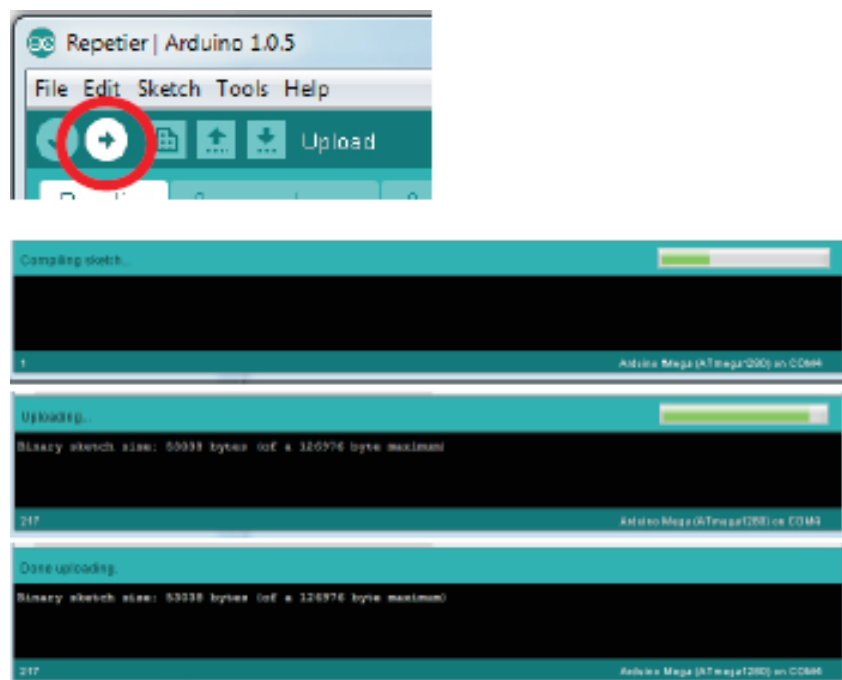 Repetier | Arduino 1.0.5
File Edit Sketch Tools Help
Upload
Compiling sketch...
1
Arduino Mega (ATmega1280) on COM4
Uploading...
Binary sketch size: bytes (of a 126976 byte maximum)
217
Arduino Mega (ATmega1280) on COM4
Done uploading.
Binary sketch size: bytes (of a 126976 byte maximum)
217
Arduino Mega (ATmega1280) on COM4